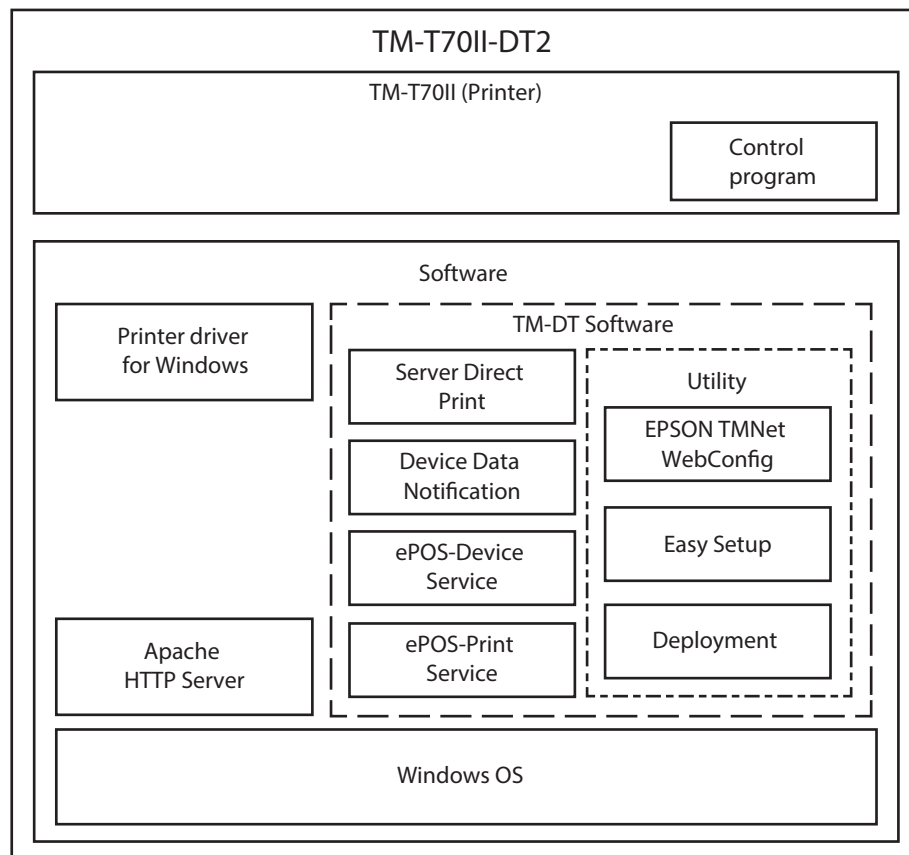 TM-T70II-DT2
TM-T70II (Printer)
Control
program
Software
Printer driver
for Windows
TM-DT Software
Server Direct
Print
Device Data
Notification
ePOS-Device
Service
ePOS-Print
Service
Utility
EPSON TMNet
WebConfig
Easy Setup
Deployment
Apache
HTTP Server
Windows OS